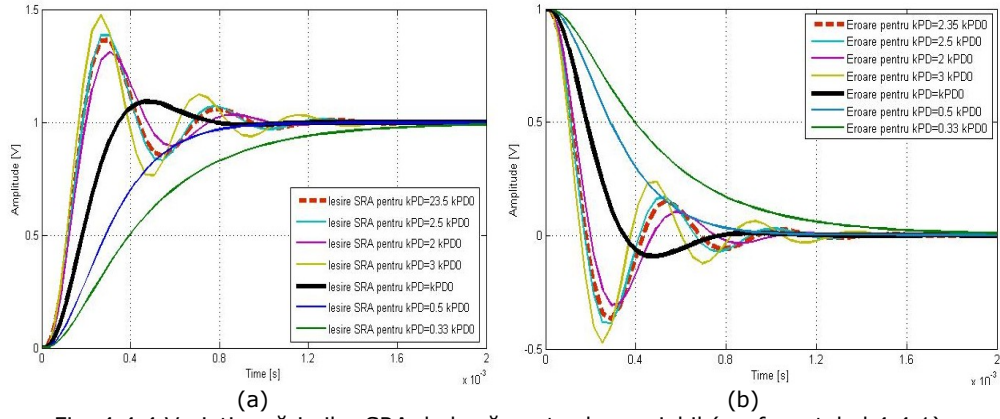 1.5
1
0.5
0
Amplitude [V]
Iesire SRA pentru kPD=23.5 kPD0
Iesire SRA pentru kPD=2.5 kPD0
Iesire SRA pentru kPD=2 kPD0
Iesire SRA pentru kPD=3 kPD0
Iesire SRA pentru kPD=kPD0
Iesire SRA pentru kPD=0.5 kPD0
Iesire SRA pentru kPD=0.33 kPD0
0 0.4 0.8 1.2 1.6 2
Time [s]
x 10⁻³
(a)
1
0.5
0
-0.5
Amplitude [V]
Eroare pentru kPD=2.35 kPD0
Eroare pentru kPD=2.5 kPD0
Eroare pentru kPD=2 kPD0
Eroare pentru kPD=3 kPD0
Eroare pentru kPD=kPD0
Eroare pentru kPD=0.5 kPD0
Eroare pentru kPD=0.33 kPD0
0 0.4 0.8 1.2 1.6 2
Time [s]
x 10⁻³
(b)